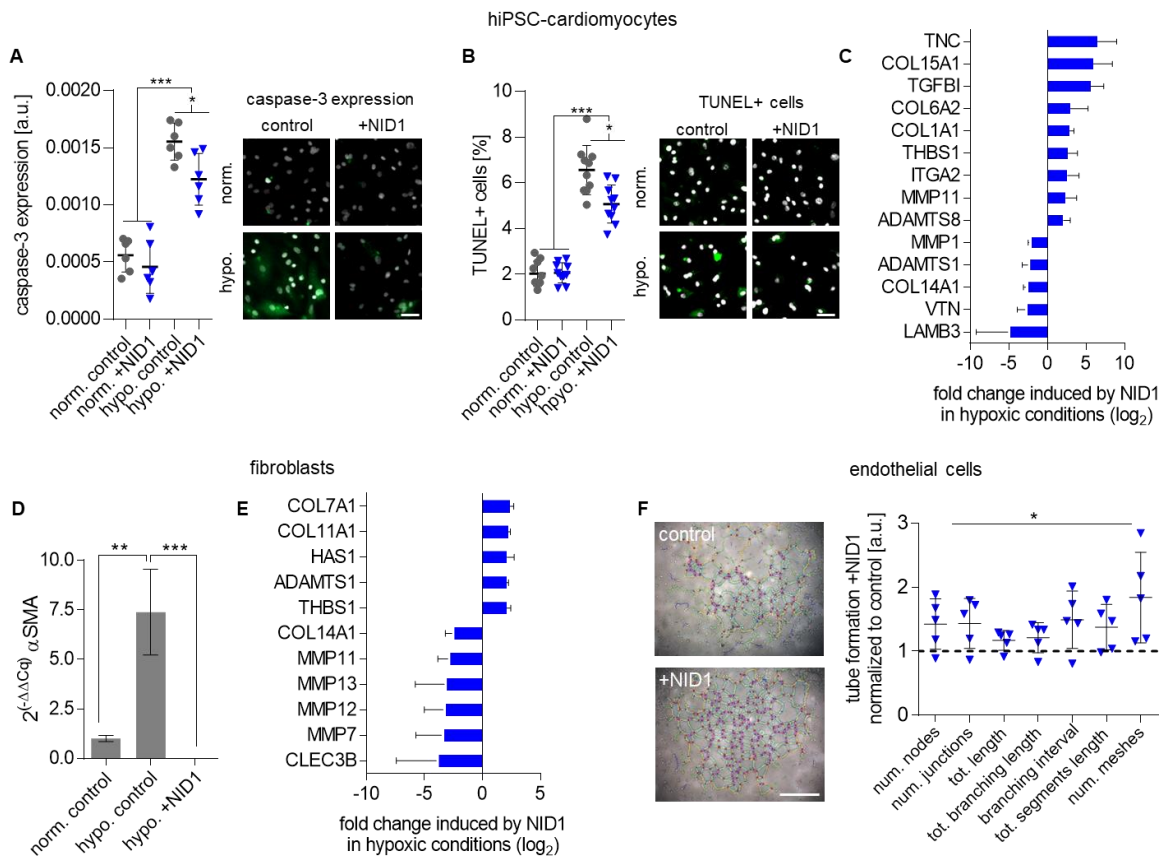 hiPSC-cardiomyocytes
A
caspase-3 expression [a.u.]
0.0020
0.0015
0.0010
0.0005
0.0000
***
*
norm. control
norm. +NID1
hypo. control
hypo. +NID1
caspase-3 expression
control
+NID1
norm.
hypo.
B
TUNEL+ cells [%]
10
8
6
4
2
0
***
*
norm. control
norm. +NID1
hypo. control
hpyo. +NID1
TUNEL+ cells
control
+NID1
norm.
hypo.
C
TNC
COL15A1
TGFBI
COL6A2
COL1A1
THBS1
ITGA2
MMP11
ADAMTS8
MMP1
ADAMTS1
COL14A1
VTN
LAMB3
-10 -5 0 5 10
fold change induced by NID1
in hypoxic conditions (log2)
fibroblasts
D
2(-ΔΔCq) αSMA
10.0
7.5
5.0
2.5
0.0
** ***
norm. control
hypo. control
hypo. +NID1
E
COL7A1
COL11A1
HAS1
ADAMTS1
THBS1
COL14A1
MMP11
MMP13
MMP12
MMP7
CLEC3B
-10 -5 0 5
fold change induced by NID1
in hypoxic conditions (log2)
endothelial cells
F
control
+NID1
tube formation +NID1
normalized to control [a.u.]
3
2
1
0
*
num. nodes
num. junctions
tot. length
tot. branching length
branching interval
tot. segments length
num. meshes